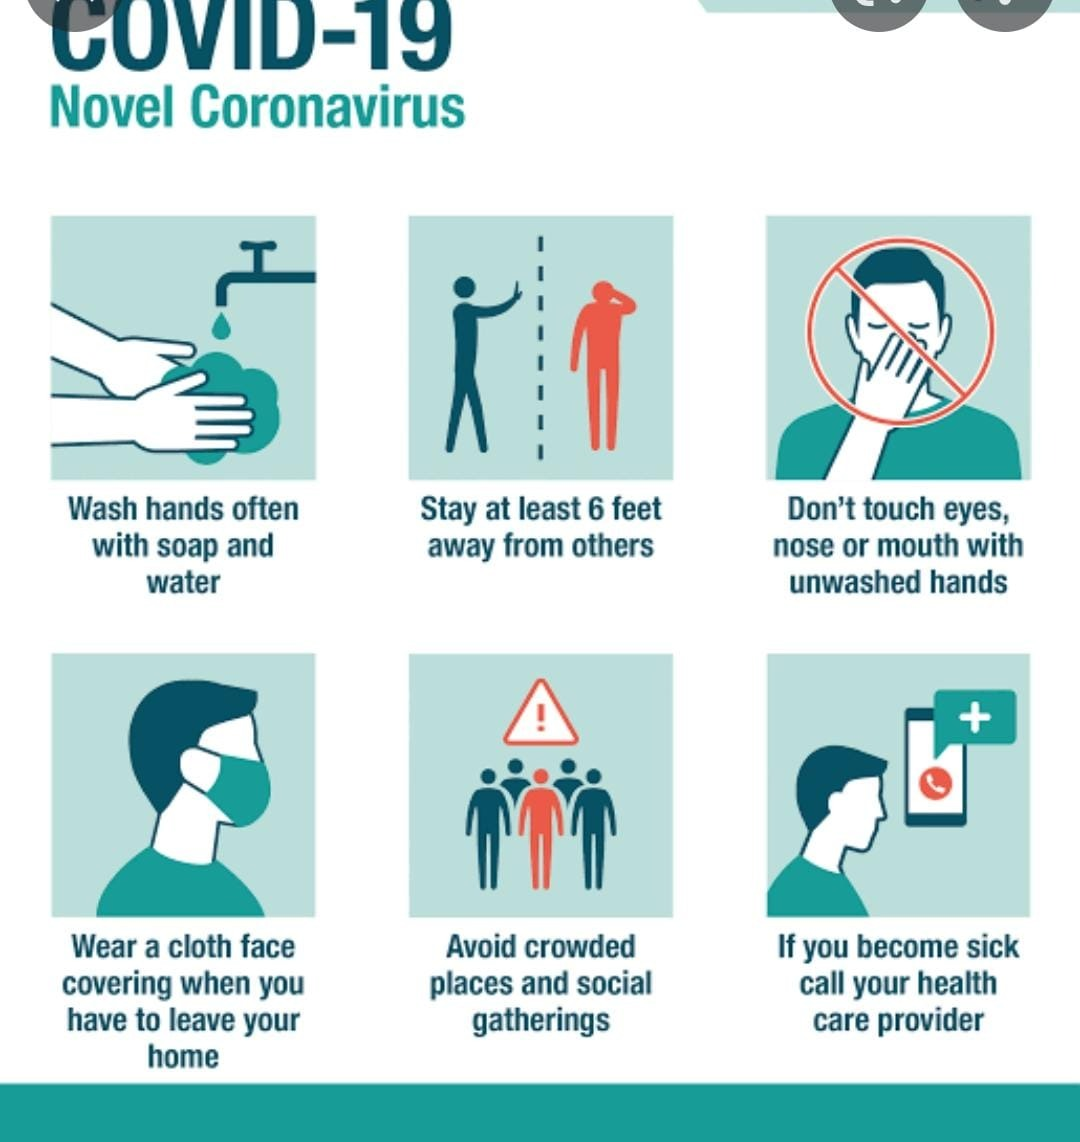 COVID-19
Novel Coronavirus
Wash hands often
with soap and
water
Stay at least 6 feet
away from others
Don't touch eyes,
nose or mouth with
unwashed hands
Wear a cloth face
covering when you
have to leave your
home
Avoid crowded
places and social
gatherings
If you become sick
call your health
care provider